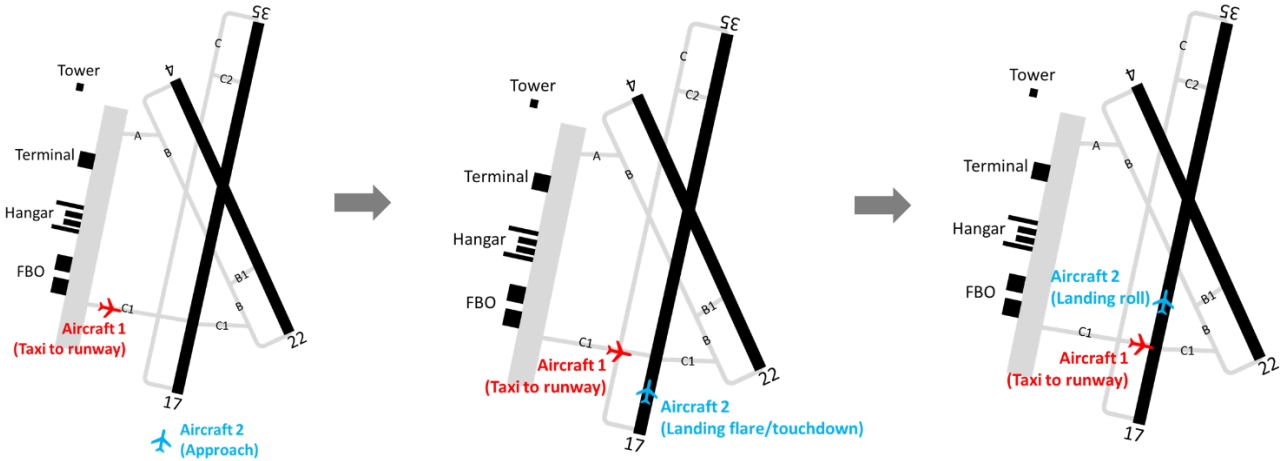 35
C
C2
4
Tower
A
B
Terminal
Hangar
FBO
B1
B
C1
C1
Aircraft 1
(Taxi to runway)
22
17
Aircraft 2
(Approach)
35
C
C2
4
Tower
A
B
Terminal
Hangar
FBO
B1
B
C1
C1
Aircraft 1
(Taxi to runway)
22
Aircraft 2
(Landing flare/touchdown)
17
35
C
C2
4
Tower
A
B
Terminal
Hangar
Aircraft 2
(Landing roll)
FBO
B1
B
C1
C1
Aircraft 1
(Taxi to runway)
22
17